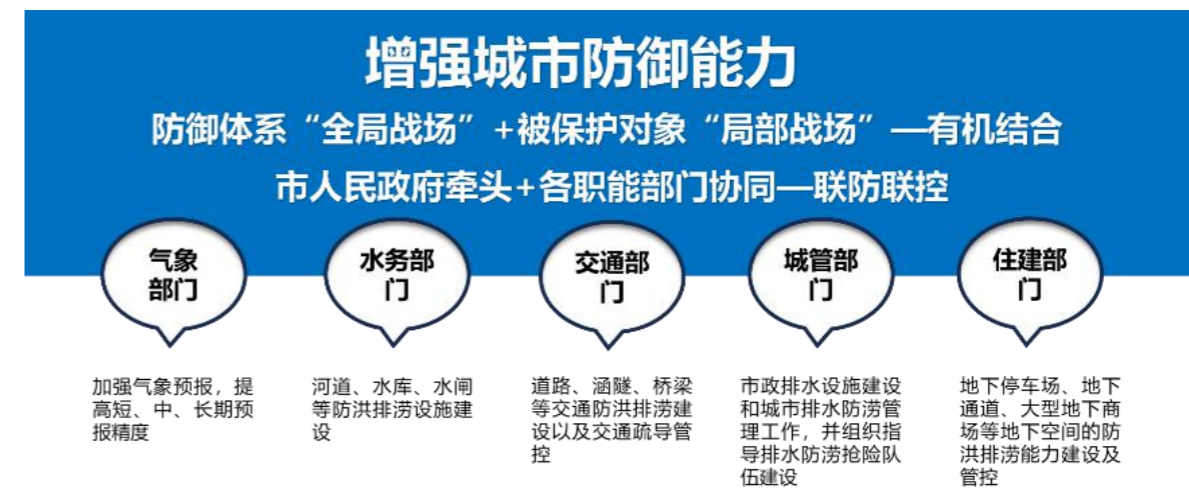 增强城市防御能力
防御体系“全局战场”+被保护对象“局部战场”—有机结合
市人民政府牵头+各职能部门协同—联防联控
气象
部门
水务部
门
交通部
门
城管部
门
住建部
门
加强气象预报，提
高短、中、长期预
报精度
河道、水库、水闸
等防洪排涝设施建
设
道路、涵隧、桥梁
等交通防洪排涝建
设以及交通疏导管
控
市政排水设施建设
和城市排水防涝管
理工作，并组织指
导排水防涝抢险队
伍建设
地下停车场、地下
通道、大型地下商
场等地下空间的防
洪排涝能力建设及
管控